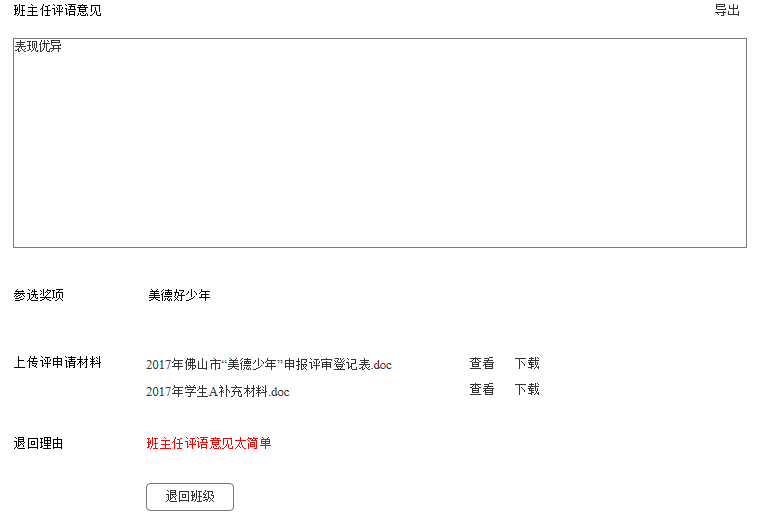 班主任评语意见 导出
表现优异
参选奖项 美德好少年
上传评申请材料 2017年佛山市“美德少年”申报评审登记表.doc 查看 下载
2017年学生A补充材料.doc 查看 下载
退回理由 班主任评语意见太简单
退回班级